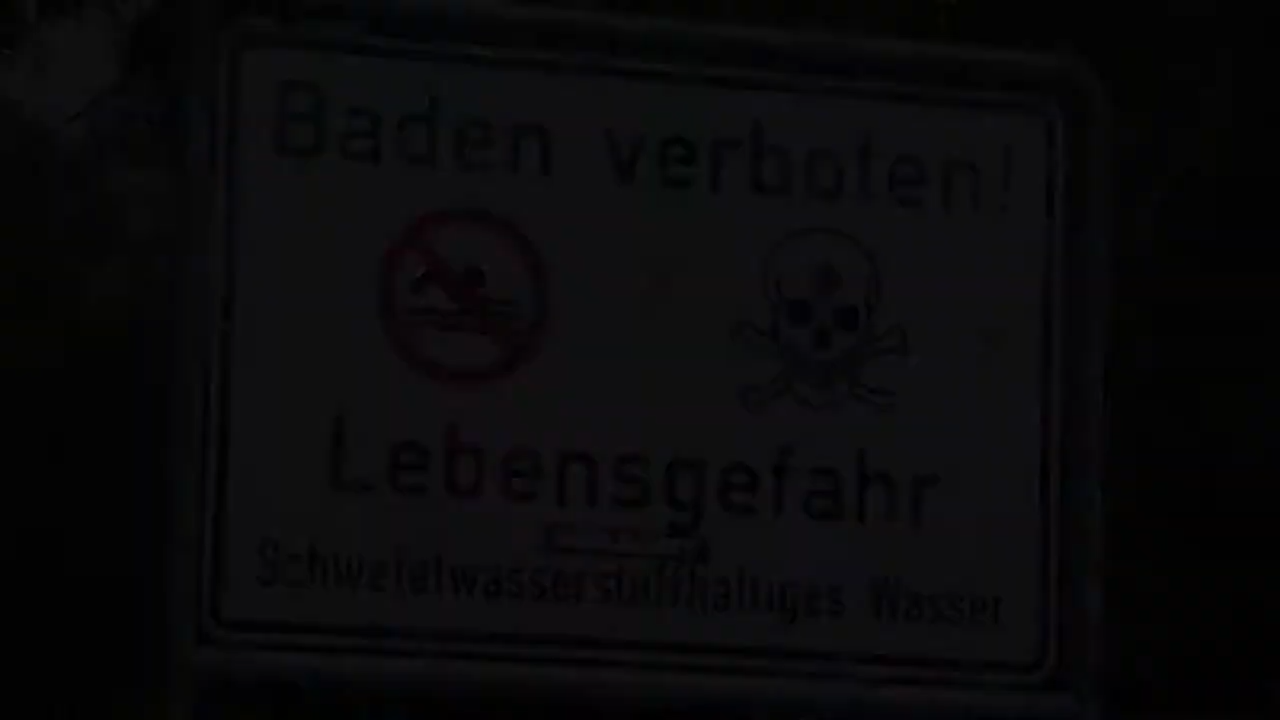 Baden verboten!
Lebensgefahr
Schwefelwasserstoffhaltiges Wasser